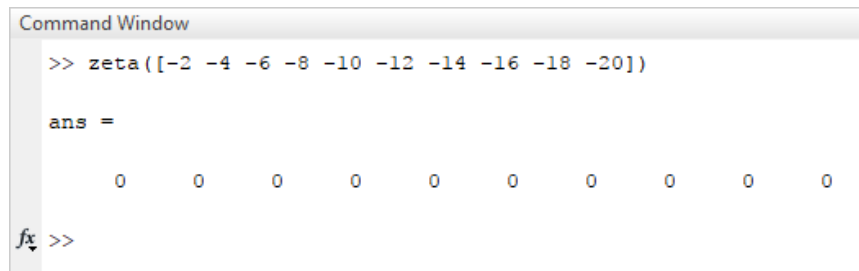 Command Window
>> zeta([-2 -4 -6 -8 -10 -12 -14 -16 -18 -20])
ans =
0 0 0 0 0 0 0 0 0 0
fx >>